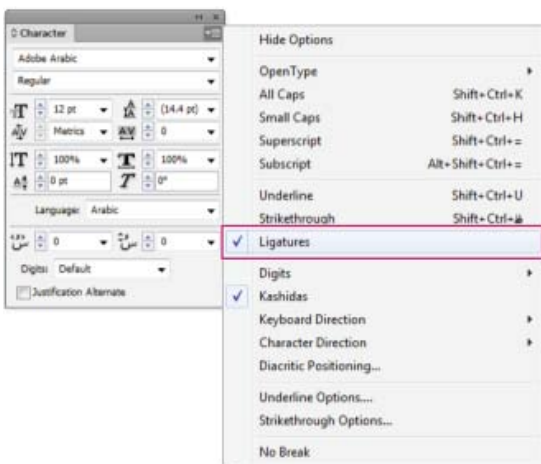 Character
Adobe Arabic
Regular
12 pt (14.4 pt)
Metrics 0
100% 100%
0 pt 0°
Language: Arabic
0 0
Digits: Default
Justification Alternate
Hide Options
OpenType
All Caps Shift+Ctrl+K
Small Caps Shift+Ctrl+H
Superscript Shift+Ctrl+=
Subscript Alt+Shift+Ctrl+=
Underline Shift+Ctrl+U
Strikethrough
Ligatures
Digits
Kashidas
Keyboard Direction
Character Direction
Diacritic Positioning...
Underline Options....
Strikethrough Options...
No Break